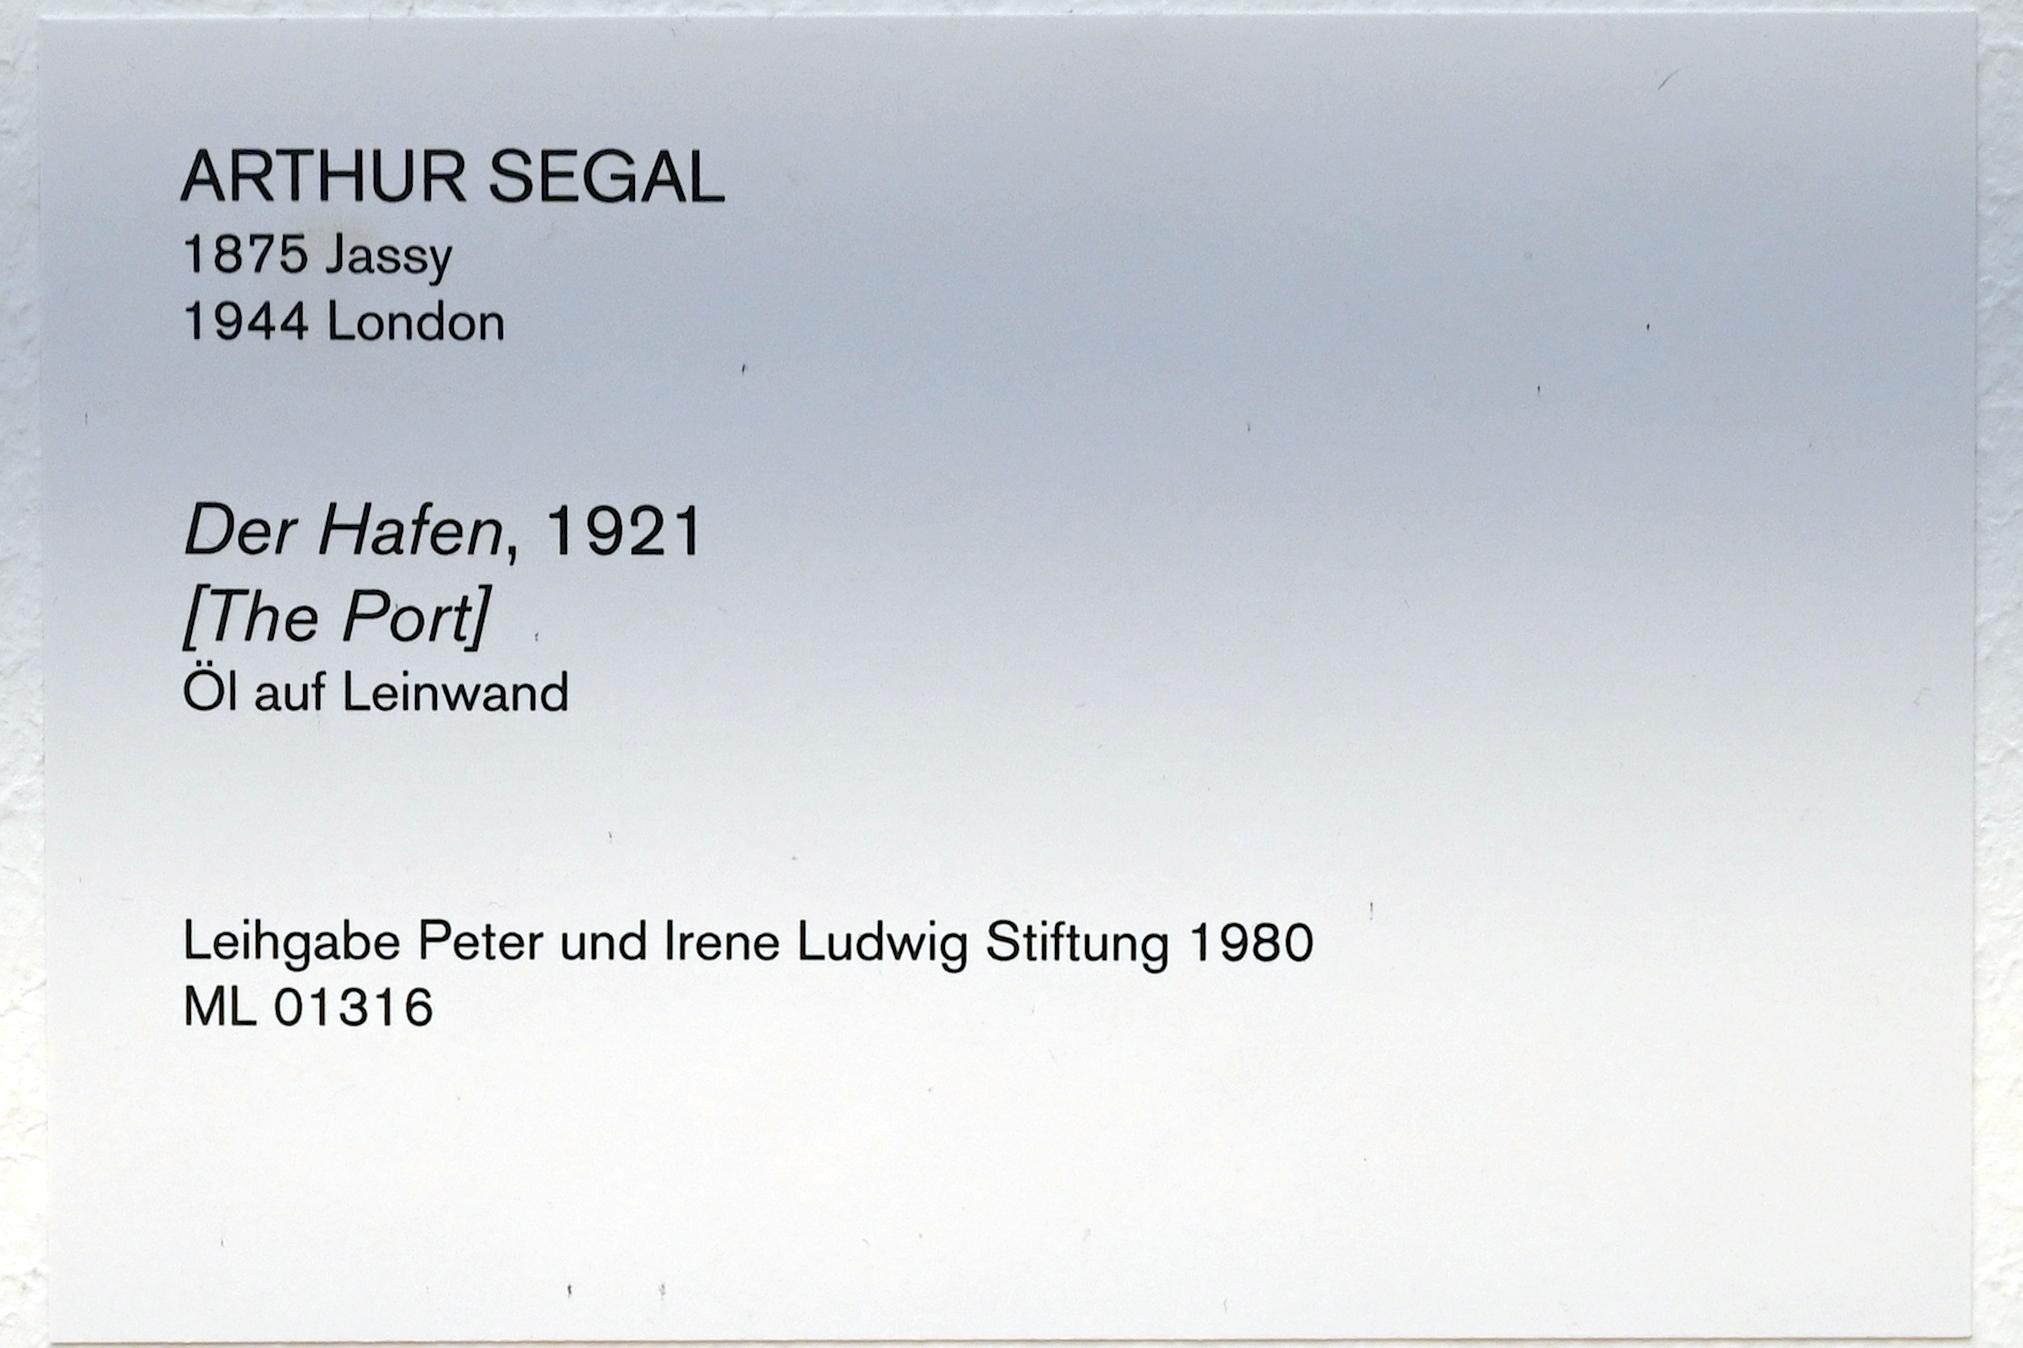 ARTHUR SEGAL
1875 Jassy
1944 London
Der Hafen, 1921
[The Port]
Öl auf Leinwand
Leihgabe Peter und Irene Ludwig Stiftung 1980
ML 01316